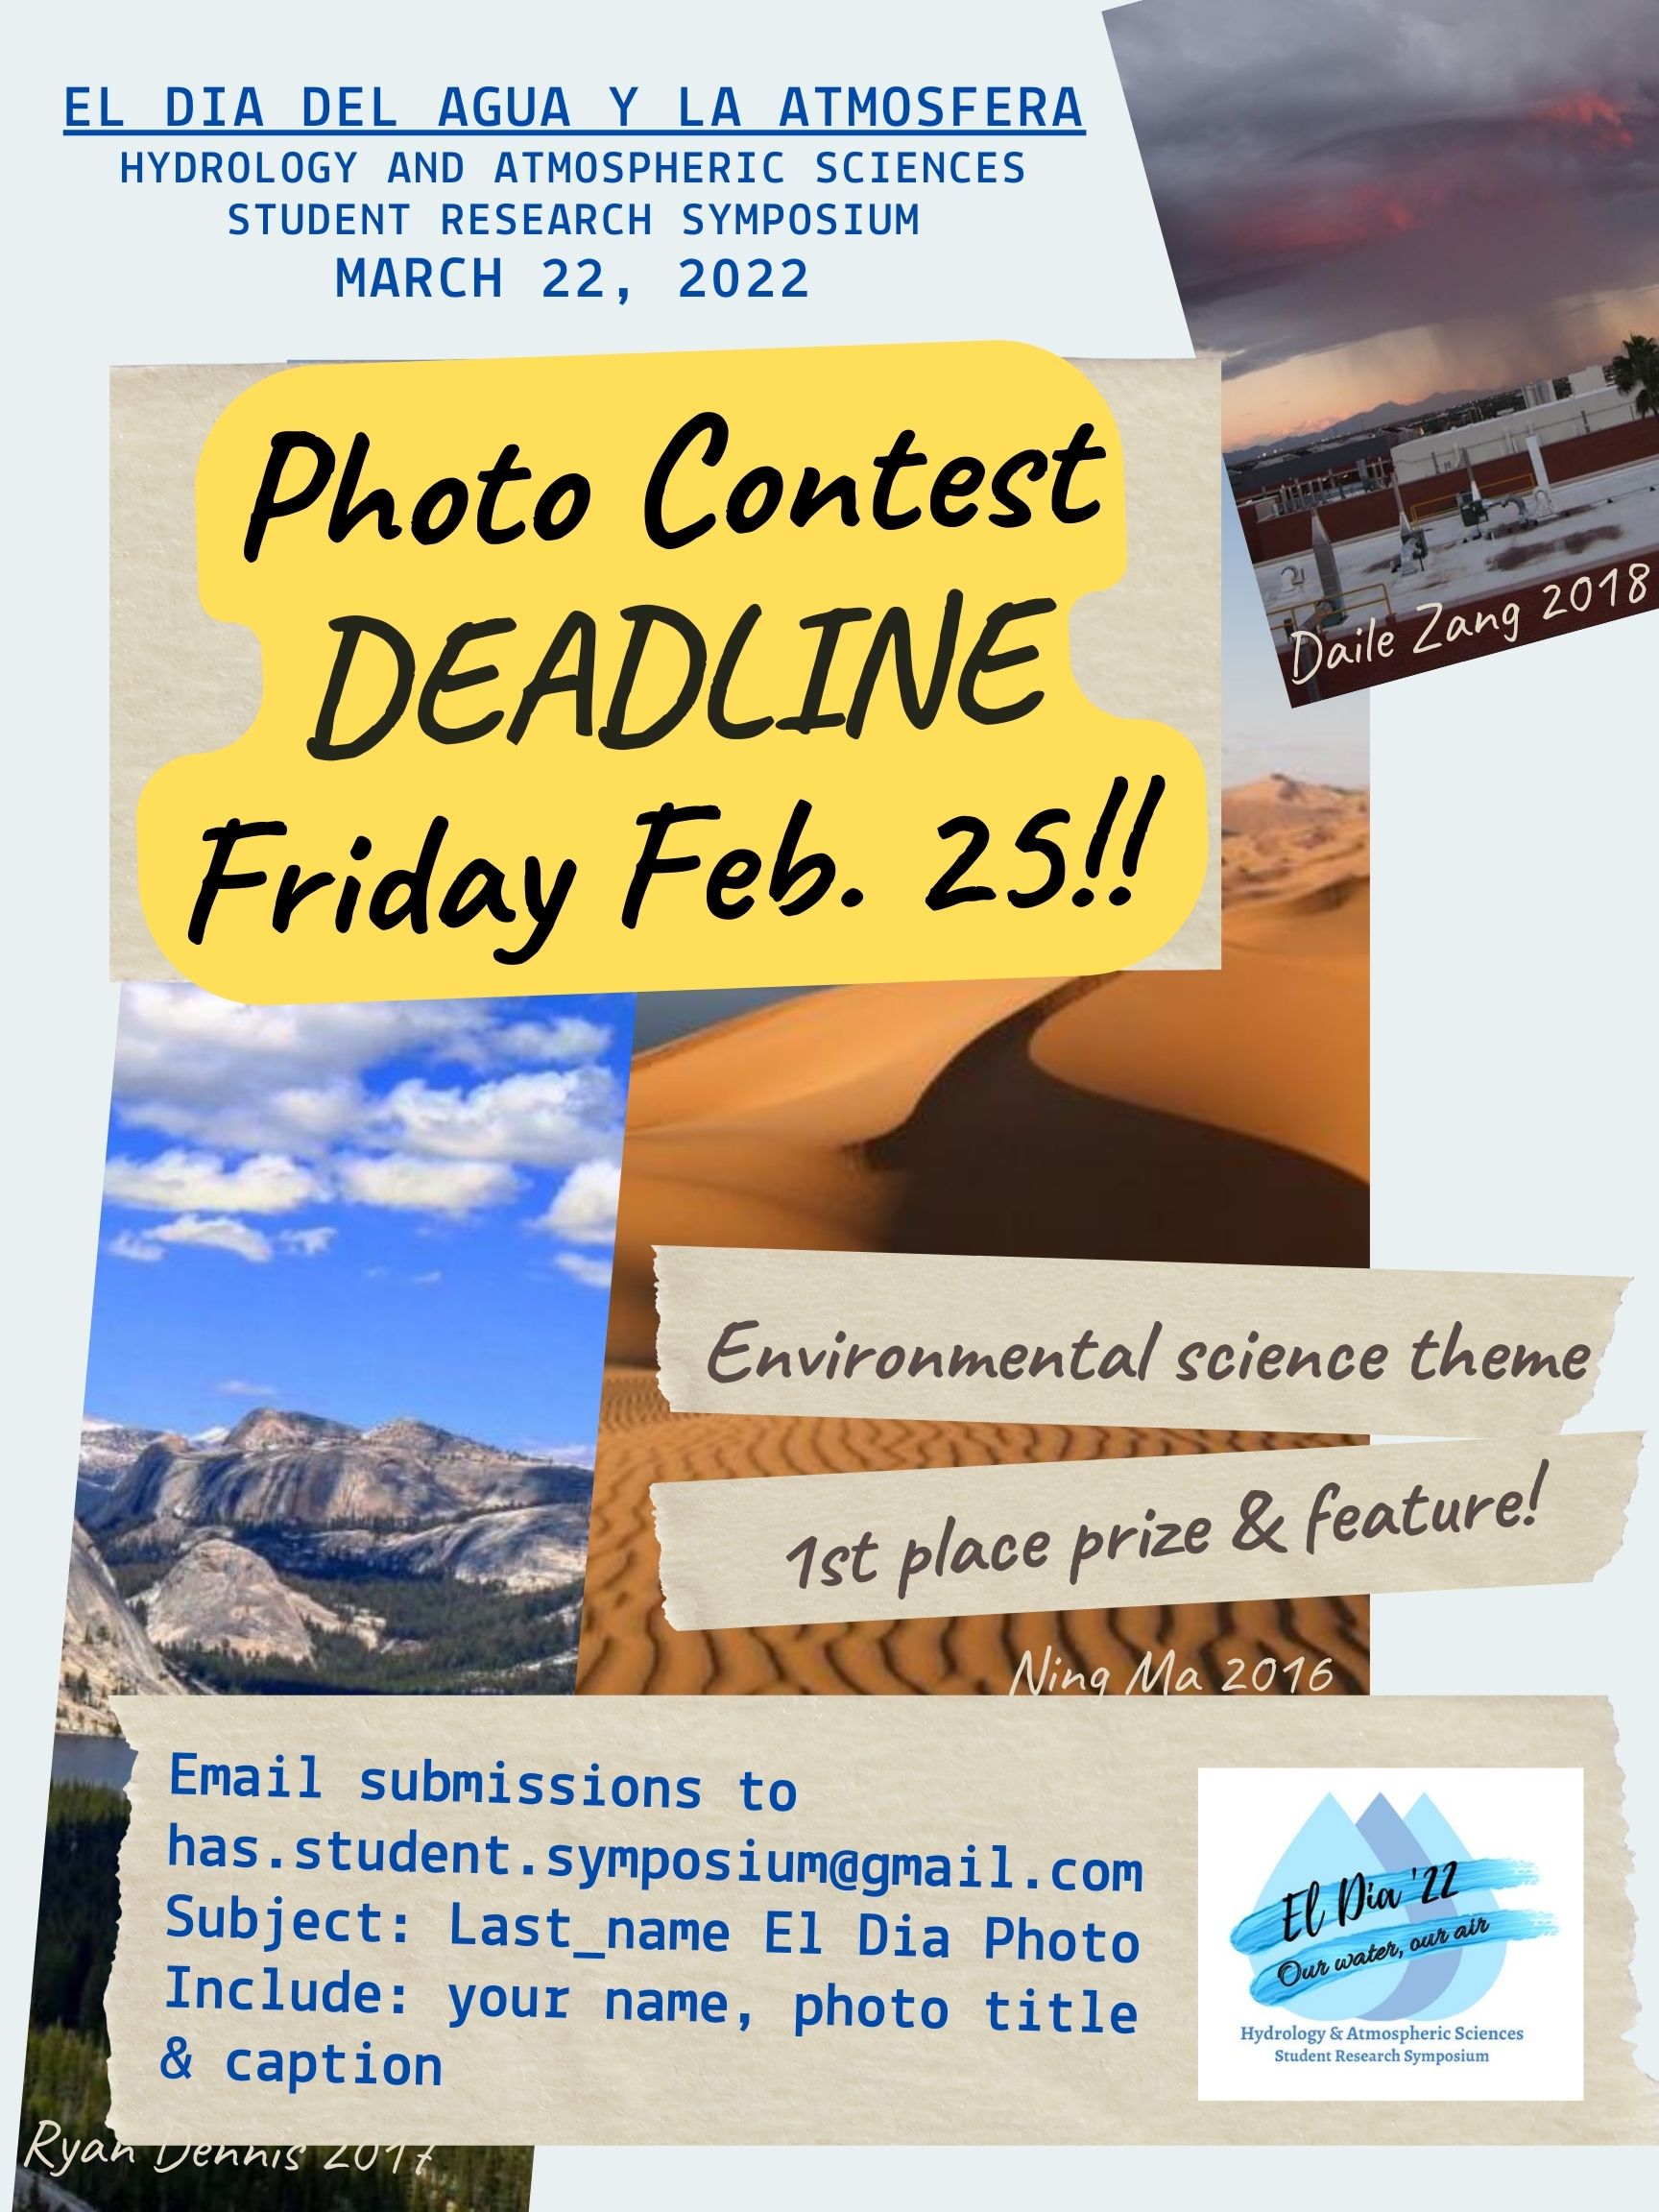 EL DIA DEL AGUA Y LA ATMOSFERA
HYDROLOGY AND ATMOSPHERIC SCIENCES
STUDENT RESEARCH SYMPOSIUM
MARCH 22, 2022
Photo Contest
DEADLINE
Friday Feb. 25!!
Daile Zang 2018
Environmental science theme
1st place prize & feature!
Ning Ma 2016
Email submissions to
has.student.symposium@gmail.com
Subject: Last_name El Dia Photo
Include: your name, photo title
& caption
El Dia '22
Our water, our air
Hydrology & Atmospheric Sciences
Student Research Symposium
Ryan Dennis 2017